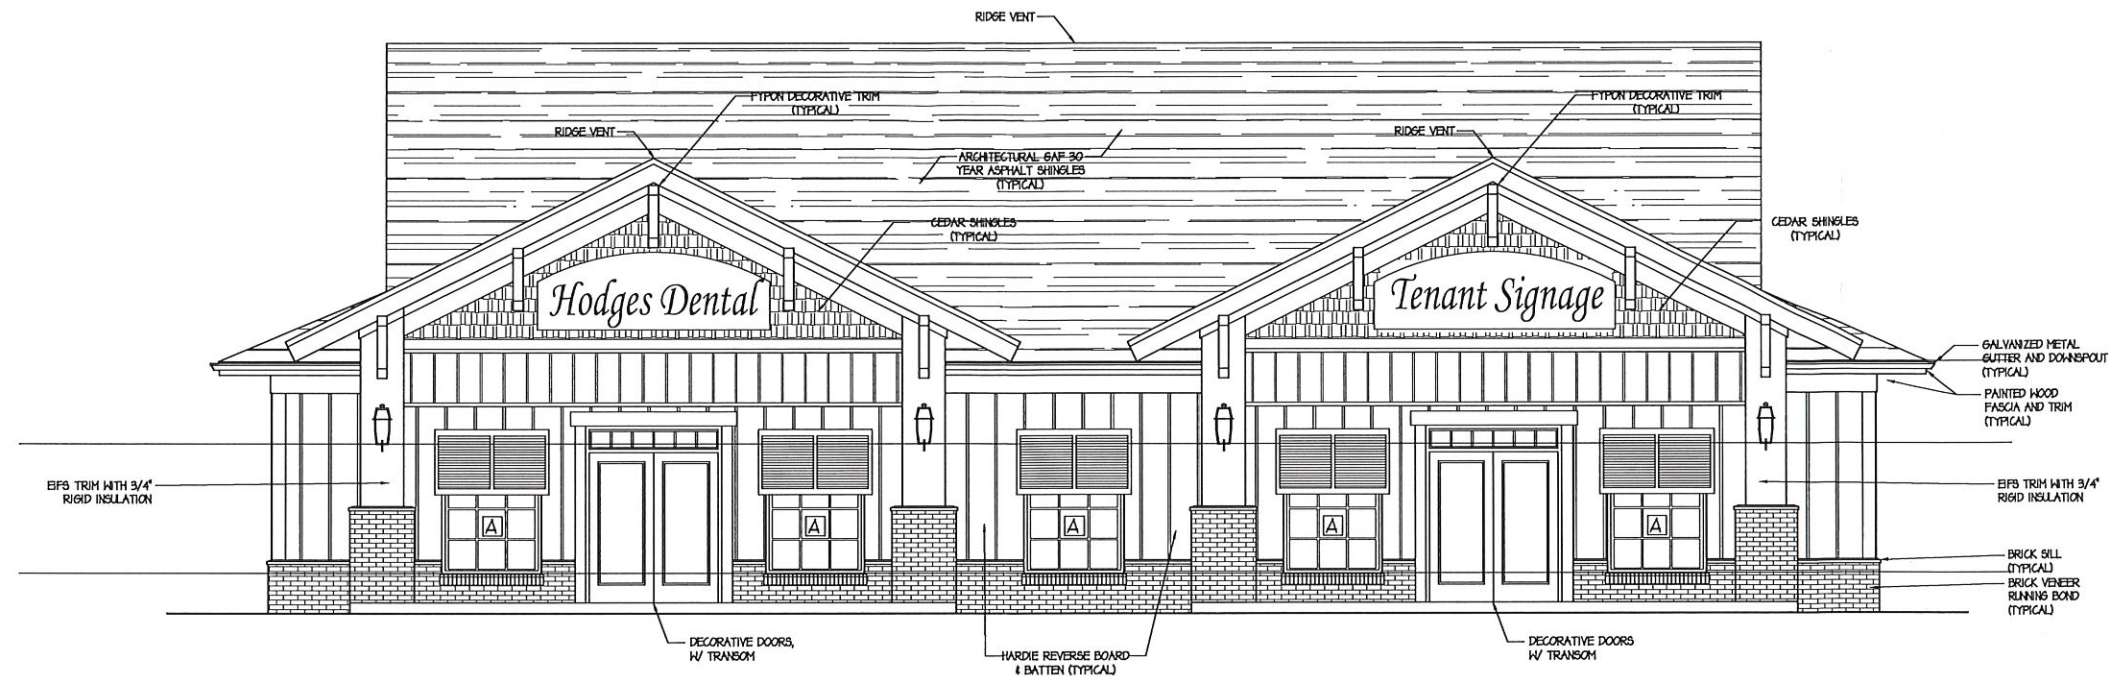 RIDGE VENT
FYPON DECORATIVE TRIM
(TYPICAL)
FYPON DECORATIVE TRIM
(TYPICAL)
RIDGE VENT
RIDGE VENT
ARCHITECTURAL GAF 30
YEAR ASPHALT SHINGLES
(TYPICAL)
CEDAR SHINGLES
(TYPICAL)
CEDAR SHINGLES
(TYPICAL)
Hodges Dental
Tenant Signage
GALVANIZED METAL
GUTTER AND DOWNSPOUT
(TYPICAL)
PAINTED WOOD
FASCIA AND TRIM
(TYPICAL)
EIFS TRIM WITH 3/4"
RIGID INSULATION
EIFS TRIM WITH 3/4"
RIGID INSULATION
A
A
A
A
A
BRICK SILL
(TYPICAL)
BRICK VENEER
RUNNING BOND
(TYPICAL)
DECORATIVE DOORS,
W/ TRANSOM
HARDIE REVERSE BOARD
& BATTEN (TYPICAL)
DECORATIVE DOORS
W/ TRANSOM